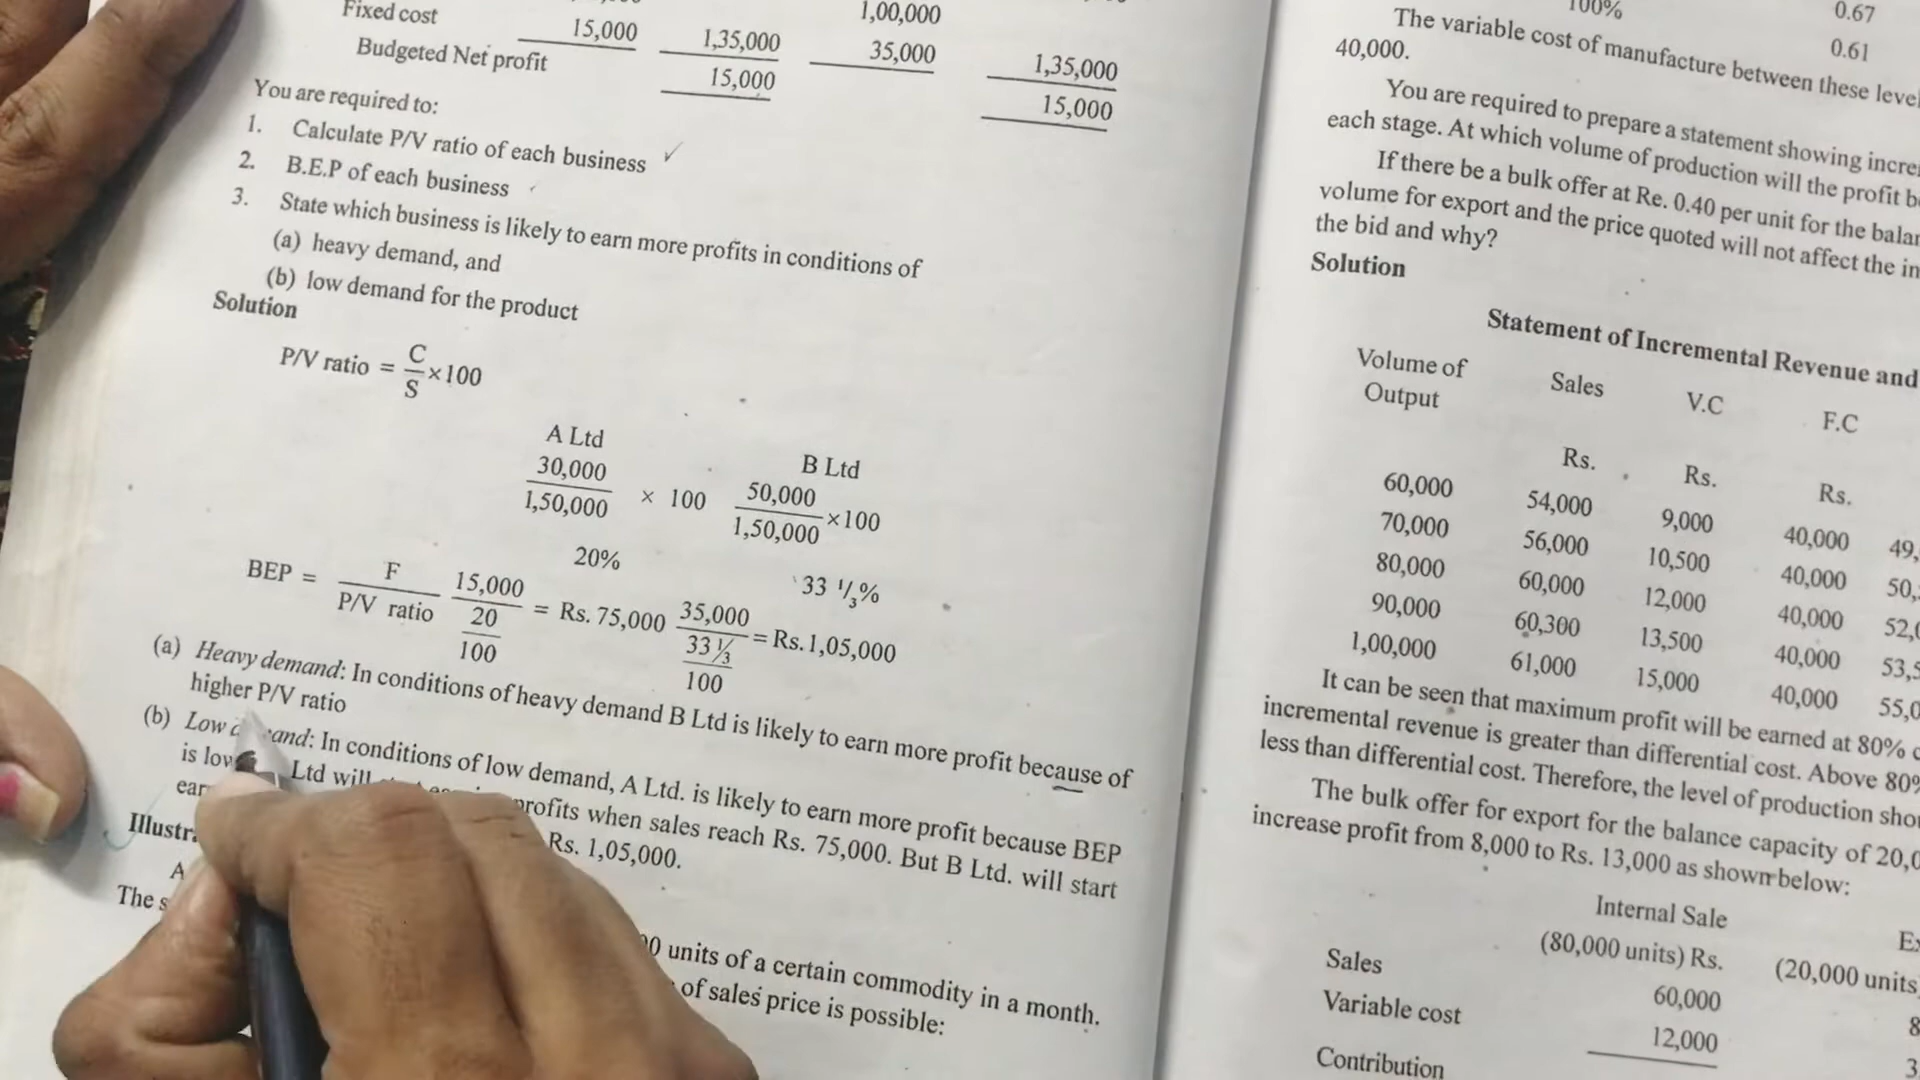 1,00,000
Fixed cost 15,000 1,35,000 35,000 1,35,000
Budgeted Net profit 15,000 15,000
You are required to:
1. Calculate P/V ratio of each business
2. B.E.P of each business
3. State which business is likely to earn more profits in conditions of
(a) heavy demand, and
(b) low demand for the product
Solution
P/V ratio = C/S ×100
A Ltd B Ltd
30,000/1,50,000 × 100 50,000/1,50,000 ×100
20% 33 1/3%
BEP = F/P/V ratio 15,000/20/100 = Rs. 75,000 35,000/33 1/3/100 = Rs. 1,05,000
(a) Heavy demand: In conditions of heavy demand B Ltd is likely to earn more profit because of
higher P/V ratio
(b) Low and: In conditions of low demand, A Ltd. is likely to earn more profit because BEP
is Ltd will profits when sales reach Rs. 75,000. But B Ltd. will start
Rs. 1,05,000.
Illustr
A units of a certain commodity in a month.
The of sales price is possible:
100% 0.67
0.61
The variable cost of manufacture between these
40,000.
You are required to prepare a statement showing
each stage. At which volume of production will the profit
If there be a bulk offer at Re. 0.40 per unit for the
volume for export and the price quoted will not affect the
the bid and why?
Solution
Statement of Incremental Revenue and
Volume of Output Sales V.C F.C
Rs. Rs. Rs.
60,000 54,000 9,000 40,000 49,
70,000 56,000 10,500 40,000 50,
80,000 60,000 12,000 40,000 52,
90,000 60,300 13,500 40,000 53,5
1,00,000 61,000 15,000 40,000 55,0
It can be seen that maximum profit will be earned at 80%
incremental revenue is greater than differential cost. Above 80%
less than differential cost. Therefore, the level of production
The bulk offer for export for the balance capacity of 20,0
increase profit from 8,000 to Rs. 13,000 as shown below:
Internal Sale
(80,000 units) Rs. (20,000 units
Sales 60,000 8
Variable cost 12,000 3
Contribution